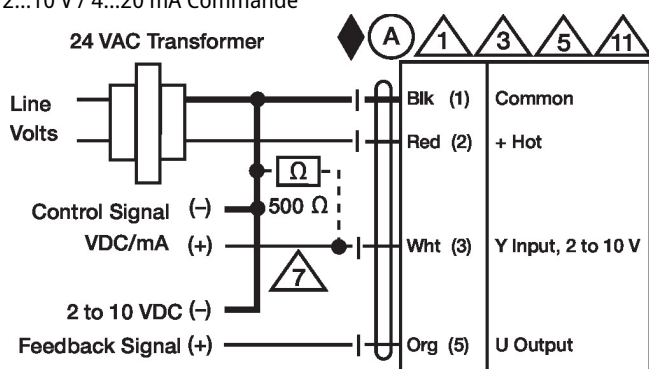 2...10 V / 4...20 mA Commande
24 VAC Transformer
A 1 3 5 11
Line Volts
Blk (1) Common
Red (2) + Hot
Ω
500 Ω
Control Signal (–)
VDC/mA (+)
Wht (3) Y Input, 2 to 10 V
7
2 to 10 VDC (–)
Feedback Signal (+)
Org (5) U Output